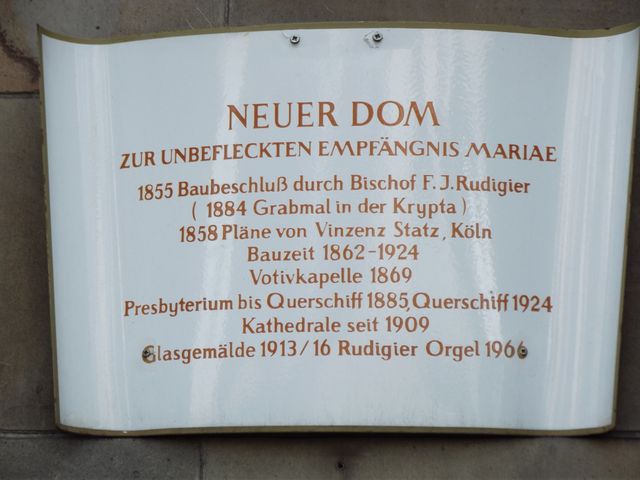 NEUER DOM
ZUR UNBEFLECKTEN EMPFÄNGNIS MARIAE
1855 Baubeschluß durch Bischof F.J.Rudigier
( 1884 Grabmal in der Krypta )
1858 Pläne von Vinzenz Statz, Köln
Bauzeit 1862-1924
Votivkapelle 1869
Presbyterium bis Querschiff 1885, Querschiff 1924
Kathedrale seit 1909
Glasgemälde 1913/16 Rudigier Orgel 1966